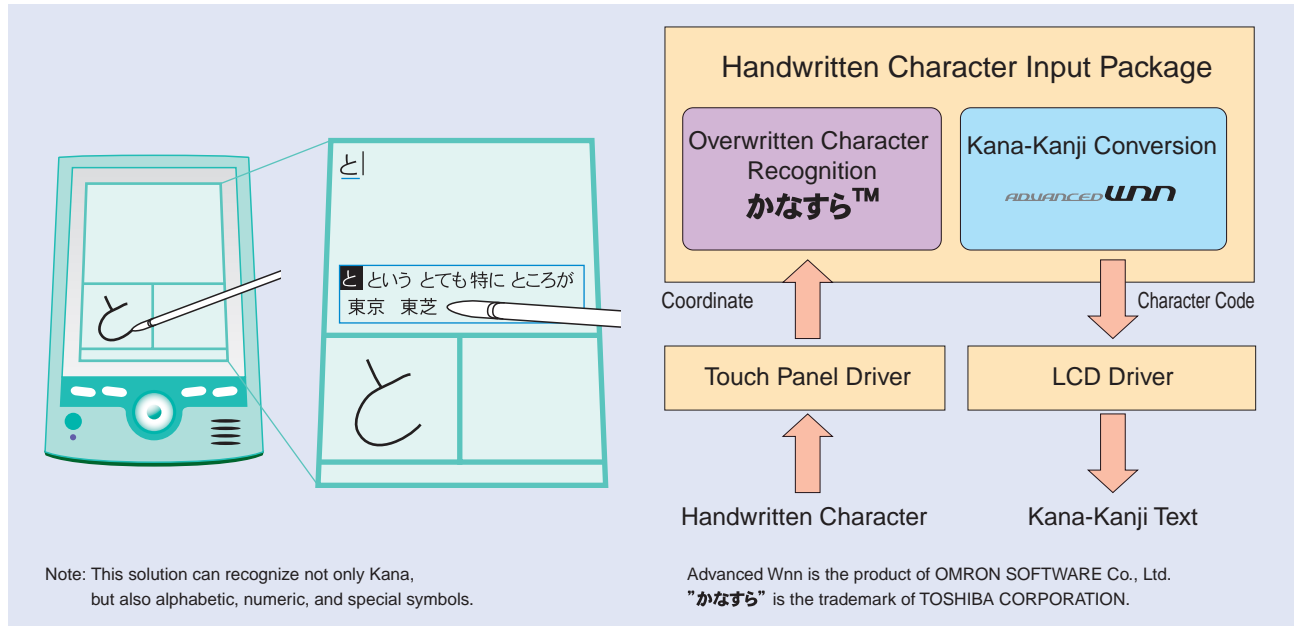 と
と という とても 特に ところが
東京 東芝
と
と
Note: This solution can recognize not only Kana,
but also alphabetic, numeric, and special symbols.
Handwritten Character Input Package
Overwritten Character
Recognition
かなすら™
Kana-Kanji Conversion
ADVANCED Wnn
Coordinate
Character Code
Touch Panel Driver
LCD Driver
Handwritten Character
Kana-Kanji Text
Advanced Wnn is the product of OMRON SOFTWARE Co., Ltd.
"かなすら" is the trademark of TOSHIBA CORPORATION.